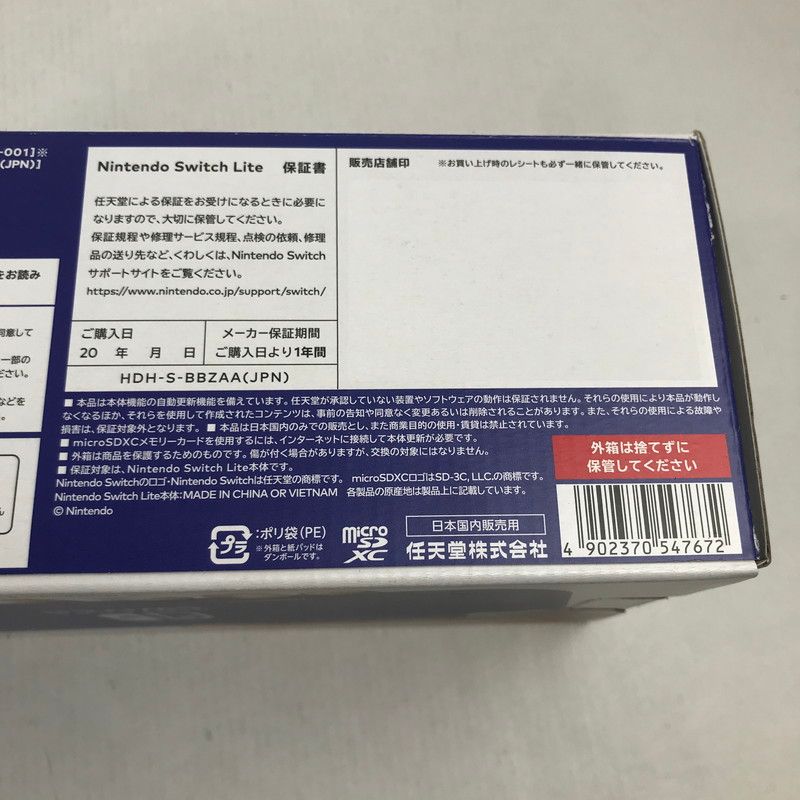 -001]※
(JPN)]
Nintendo Switch Lite 保証書
任天堂による保証をお受けになるときに必要に
なりますので、大切に保管してください。
保証規程や修理サービス規程、点検の依頼、修理
品の送り先など、くわしくは、Nintendo Switch
サポートサイトをご覧ください。
https://www.nintendo.co.jp/support/switch/
ご購入日
20 年 月 日
メーカー保証期間
ご購入日より1年間
HDH-S-BBZAA(JPN)
販売店舗印 ※お買い上げ時のレシートも必ず一緒に保管してください。
をお読み
同意して
一部の
ださい。
などを
ん
■ 本品は本体機能の自動更新機能を備えています。任天堂が承認していない装置やソフトウェアの動作は保証されません。それらの使用により本品が動作し
なくなるほか、それらを使用して作成されたコンテンツは、事前の告知や同意なく変更あるいは削除されることがあります。また、それらの使用による故障や
損害は、保証対象外となります。 ■ 本品は日本国内のみでの販売とし、また商業目的の使用・賃貸は禁止されています。
■ microSDXCメモリーカードを使用するには、インターネットに接続して本体更新が必要です。
■ 外箱は商品を保護するためのものです。傷が付く場合がありますが、交換の対象にはなりません。
■ 保証対象は、Nintendo Switch Lite本体です。
Nintendo Switchのロゴ・Nintendo Switchは任天堂の商標です。 microSDXCロゴはSD-3C, LLC.の商標です。
Nintendo Switch Lite本体:MADE IN CHINA OR VIETNAM 各製品の原産地は製品上に記載しています。
© Nintendo
プラ
:ポリ袋(PE)
※外箱と紙パッドは
ダンボールです。
micro
SD
XC
日本国内販売用
任天堂株式会社
外箱は捨てずに
保管してください
4 902370 547672